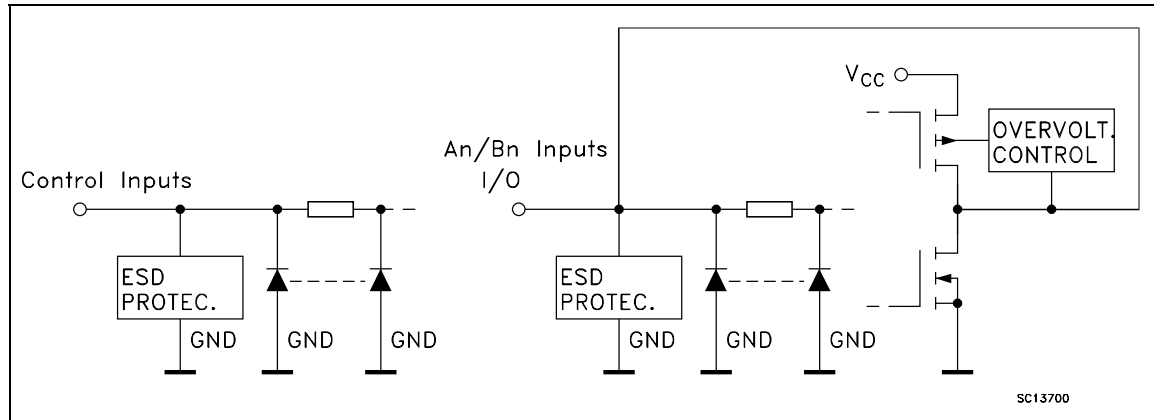 Control Inputs
ESD
PROTEC.
GND
GND
GND
An/Bn Inputs
I/O
ESD
PROTEC.
GND
GND
GND
VCC
OVERVOLT.
CONTROL
SC13700